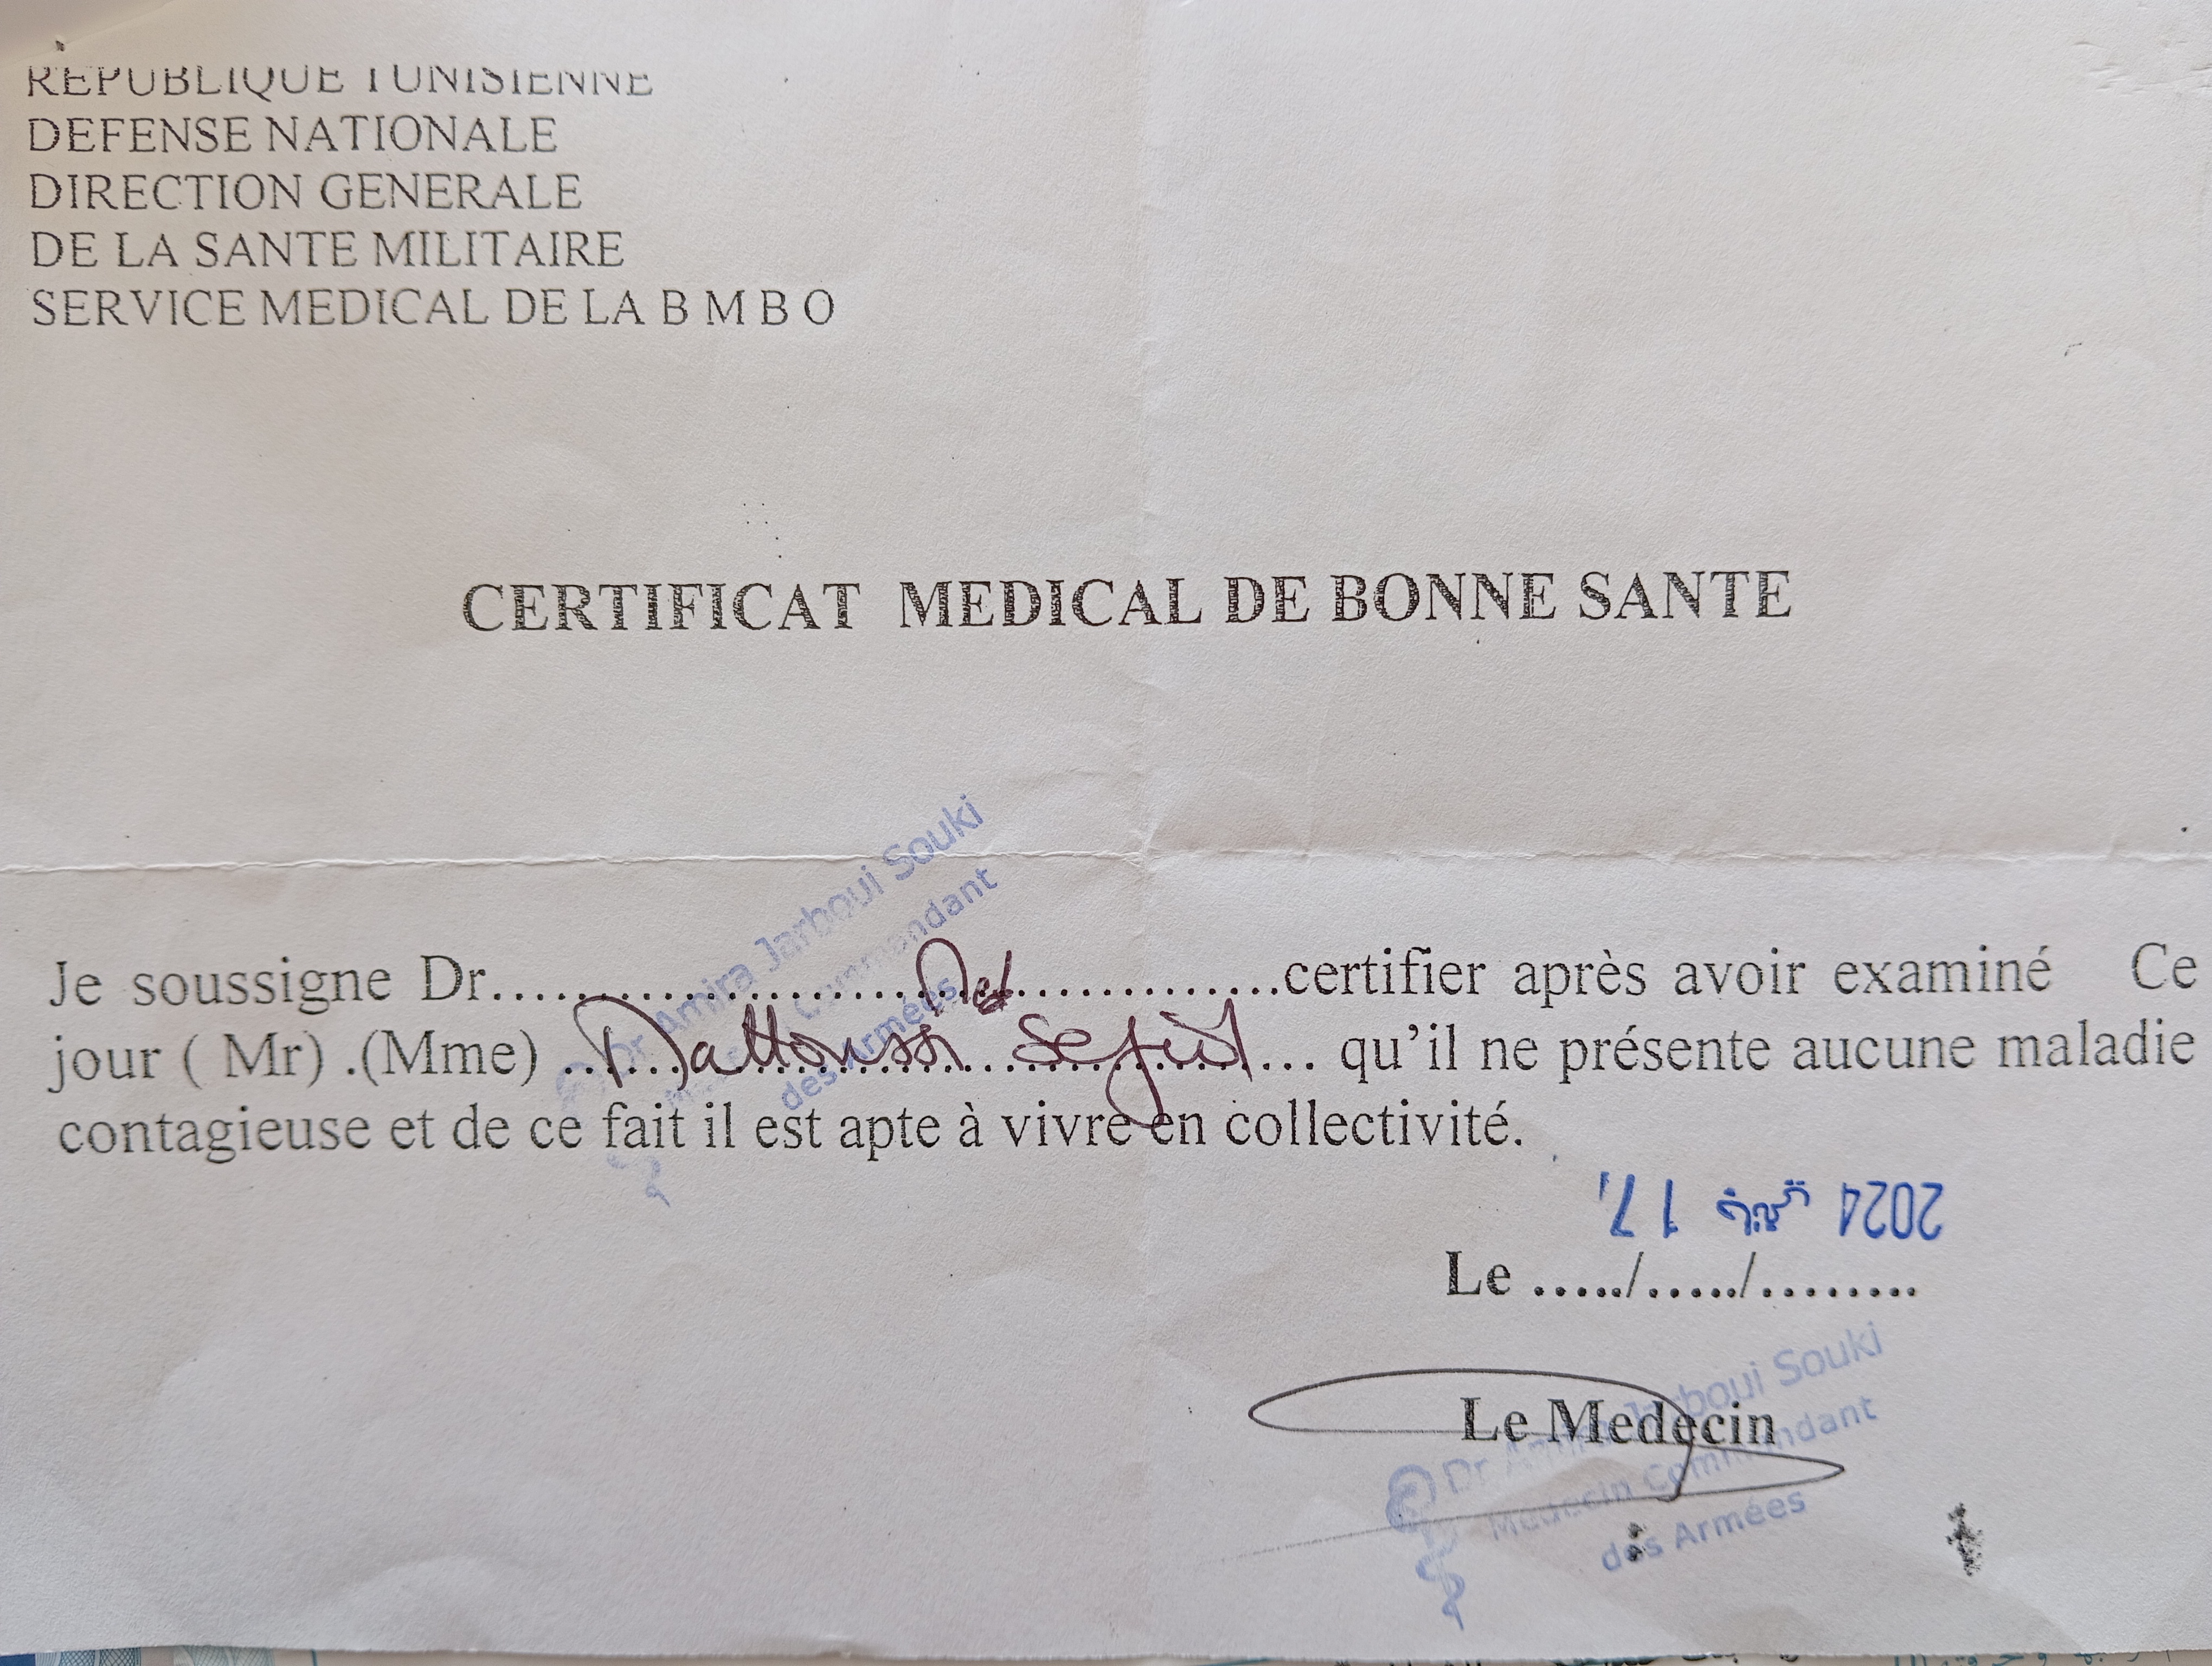 REPUBLIQUE TUNISIENNE
DEFENSE NATIONALE
DIRECTION GENERALE
DE LA SANTE MILITAIRE
SERVICE MEDICAL DE LA B M B O
CERTIFICAT MEDICAL DE BONNE SANTE
Dr Amira Jarboui Souki
Commandant
des Armées
Je soussigne Dr.......................................certifier après avoir examiné Ce
jour ( Mr) .(Mme) ........................... qu'il ne présente aucune maladie
contagieuse et de ce fait il est apte à vivre en collectivité.
2024
Le ...../...../........
Le Medecin
Dr Amira Jarboui Souki
Medecin Commandant
des Armées